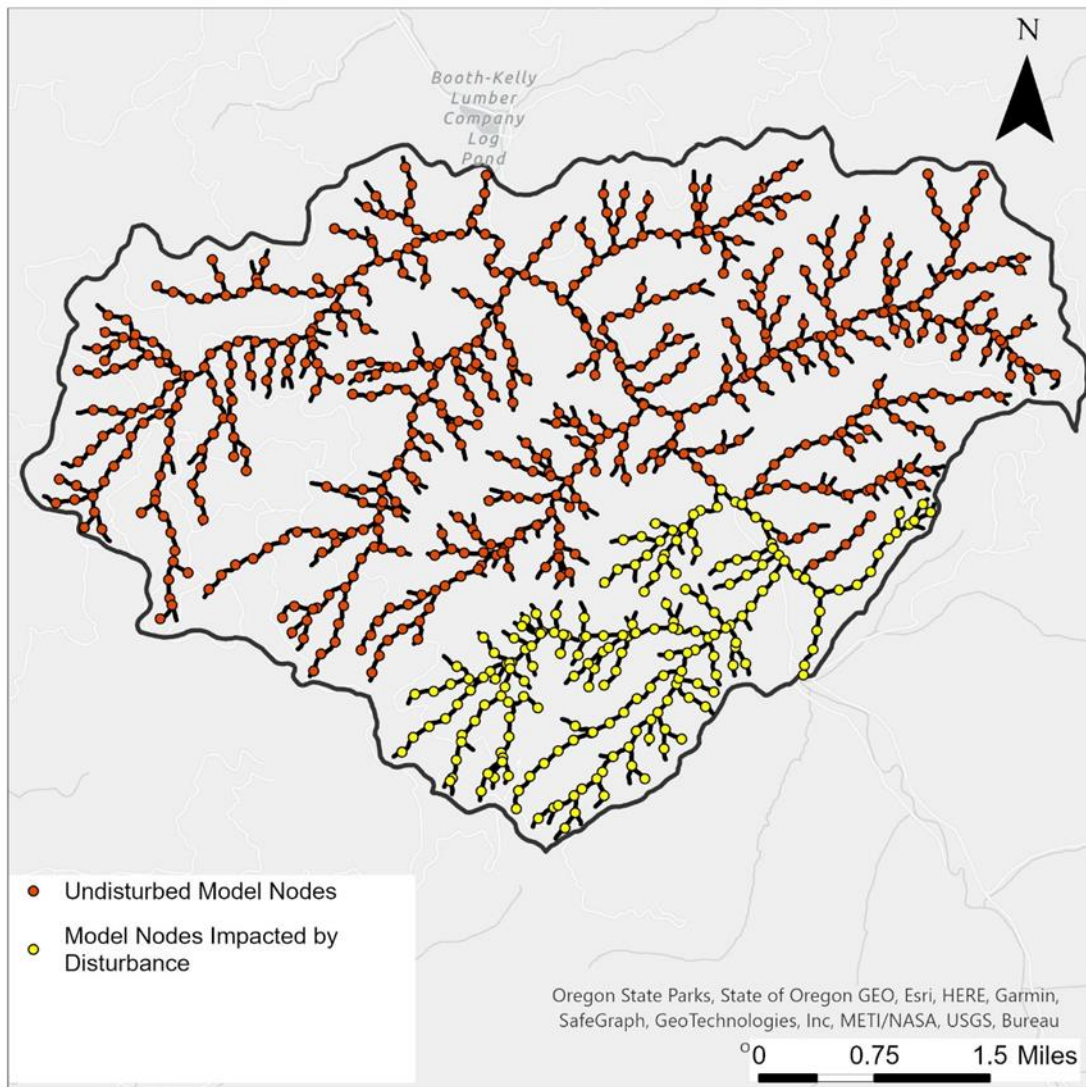 N
Booth-Kelly
Lumber
Company
Log
Pond
Undisturbed Model Nodes
Model Nodes Impacted by
Disturbance
Oregon State Parks, State of Oregon GEO, Esri, HERE, Garmin,
SafeGraph, GeoTechnologies, Inc, METI/NASA, USGS, Bureau
0 0.75 1.5 Miles